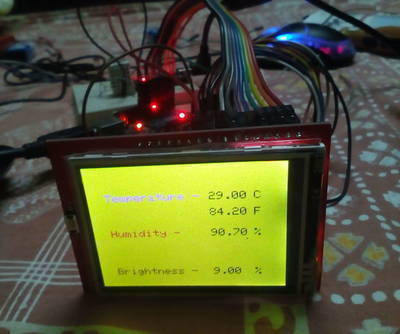 Temperature - 29.00 C
84.20 F
Humidity - 90.70 %
Brightness - 9.00 %